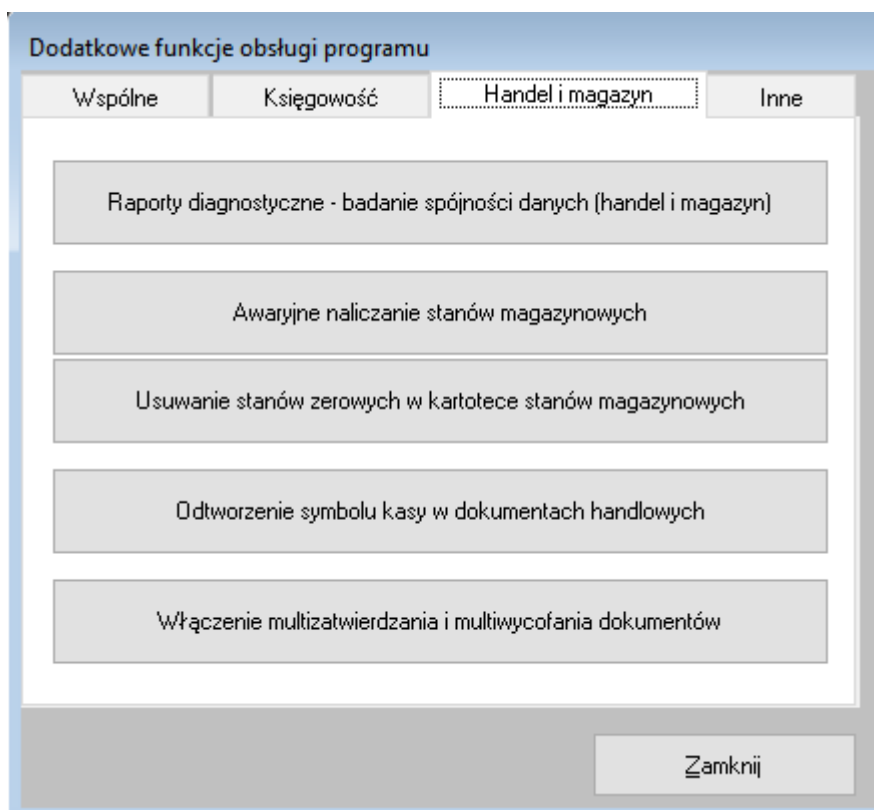 Dodatkowe funkcje obsługi programu
Wspólne
Księgowość
Handel i magazyn
Inne
Raporty diagnostyczne - badanie spójności danych (handel i magazyn)
Awaryjne naliczanie stanów magazynowych
Usuwanie stanów zerowych w kartotece stanów magazynowych
Odtworzenie symbolu kasy w dokumentach handlowych
Włączenie multizatwierdzania i multiwycofania dokumentów
Zamknij